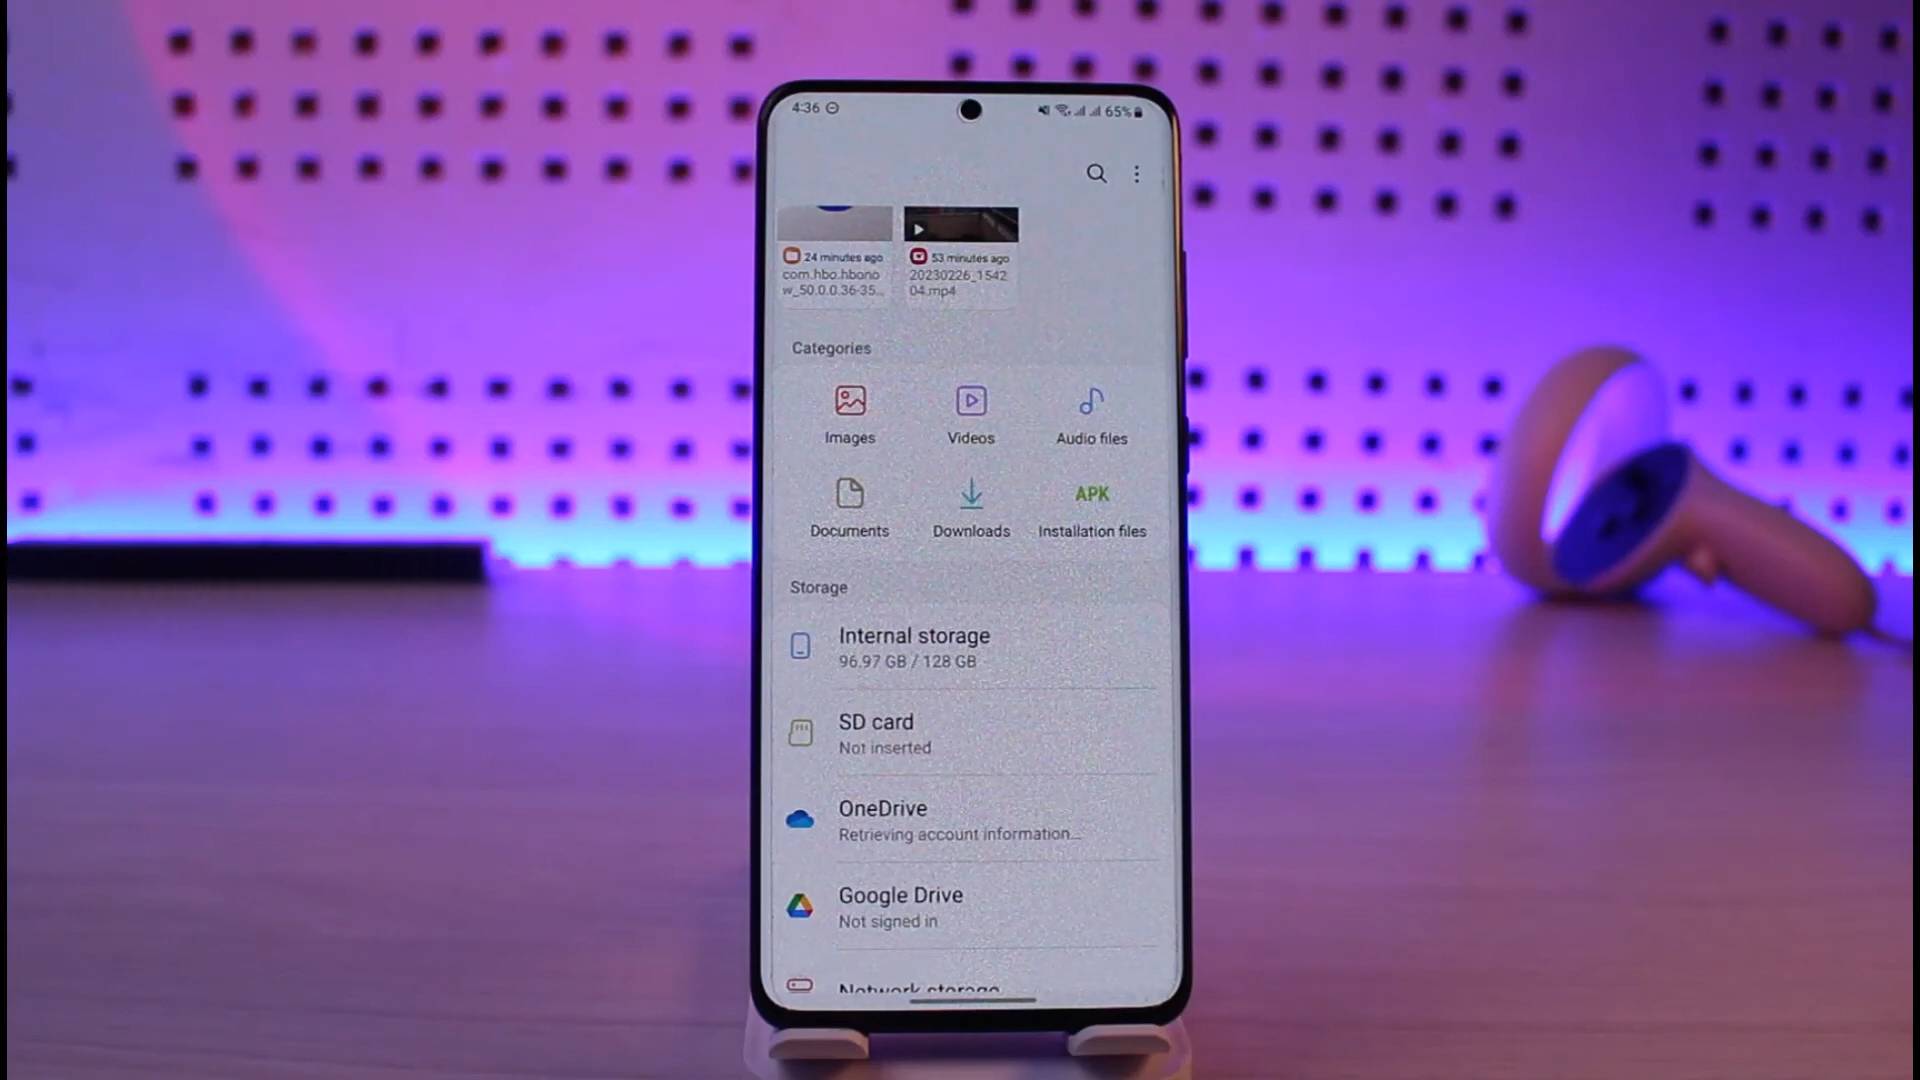 4:36
65%
24 minutes ago
com.hbo.hbono
w_50.0.0.36-35...
53 minutes ago
20230226_1542
04.mp4
Categories
Images
Videos
Audio files
APK
Documents
Downloads
Installation files
Storage
Internal storage
96.97 GB / 128 GB
SD card
Not inserted
OneDrive
Retrieving account information...
Google Drive
Not signed in
Network storage